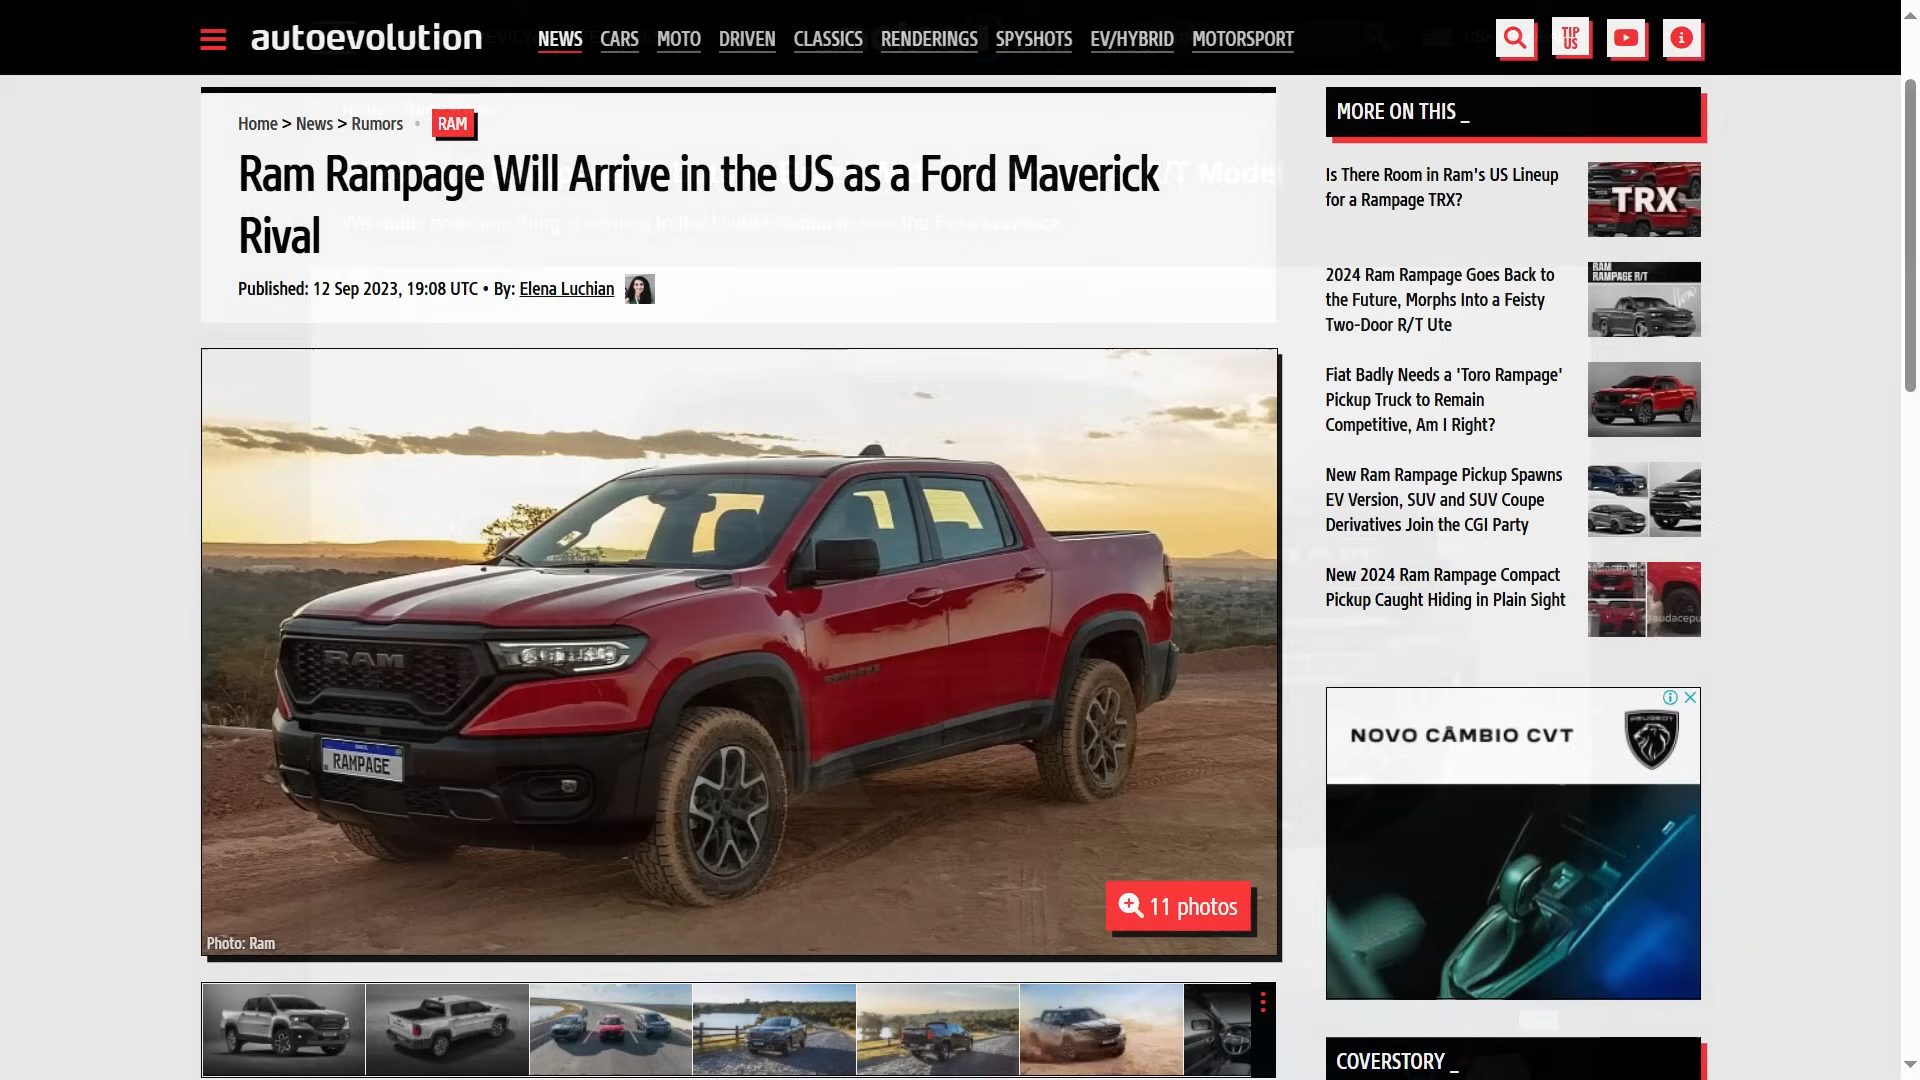 autoevolution
NEWS CARS MOTO DRIVEN CLASSICS RENDERINGS SPYSHOTS EV/HYBRID MOTORSPORT
TIP
US
Home > News > Rumors • RAM
Ram Rampage Will Arrive in the US as a Ford Maverick
Rival
Published: 12 Sep 2023, 19:08 UTC • By: Elena Luchian
RAM
RAMPAGE
11 photos
Photo: Ram
MORE ON THIS _
Is There Room in Ram's US Lineup
for a Rampage TRX?
TRX
2024 Ram Rampage Goes Back to
the Future, Morphs Into a Feisty
Two-Door R/T Ute
RAM
RAMPAGE R/T
Fiat Badly Needs a 'Toro Rampage'
Pickup Truck to Remain
Competitive, Am I Right?
New Ram Rampage Pickup Spawns
EV Version, SUV and SUV Coupe
Derivatives Join the CGI Party
New 2024 Ram Rampage Compact
Pickup Caught Hiding in Plain Sight
NOVO CÂMBIO CVT
PEUGEOT
COVERSTORY _